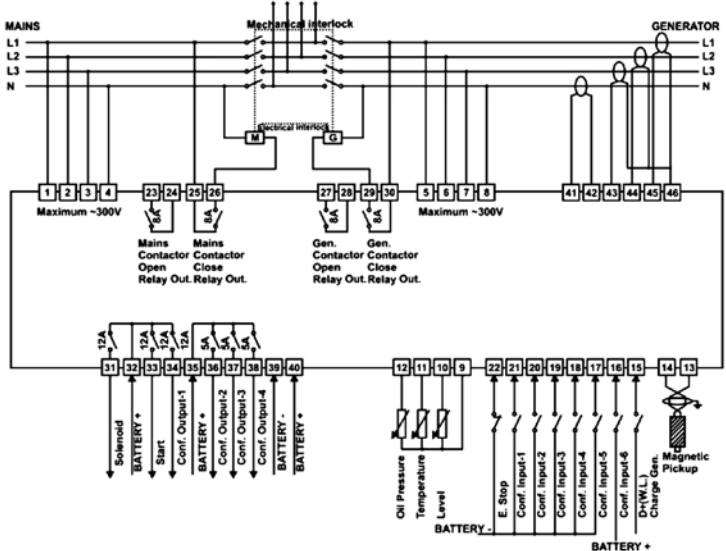 Mechanical interlock
MAINS
GENERATOR
L1
L1
L2
L2
L3
L3
N
N
Electrical interlock
M
G
1
2
3
4
23
24
25
26
27
28
29
30
5
6
7
8
41
42
43
44
45
46
Maximum ~300V
8A
8A
8A
8A
Maximum ~300V
Mains
Contactor
Open
Relay Out.
Mains
Contactor
Close
Relay Out.
Gen.
Contactor
Open
Relay Out.
Gen.
Contactor
Close
Relay Out.
12A
12A
12A
12A
5A
5A
5A
31
32
33
34
35
36
37
38
39
40
12
11
10
9
22
21
20
19
18
17
16
15
14
13
Solenoid
BATTERY +
Start
Conf. Output-1
BATTERY +
Conf. Output-2
Conf. Output-3
Conf. Output-4
BATTERY -
BATTERY +
Oil Pressure
Temperature
Level
E. Stop
Conf. Input-1
Conf. Input-2
Conf. Input-3
Conf. Input-4
Conf. Input-5
Conf. Input-6
D+(W.L.)
Charge Gen.
Magnetic
Pickup
BATTERY -
BATTERY +